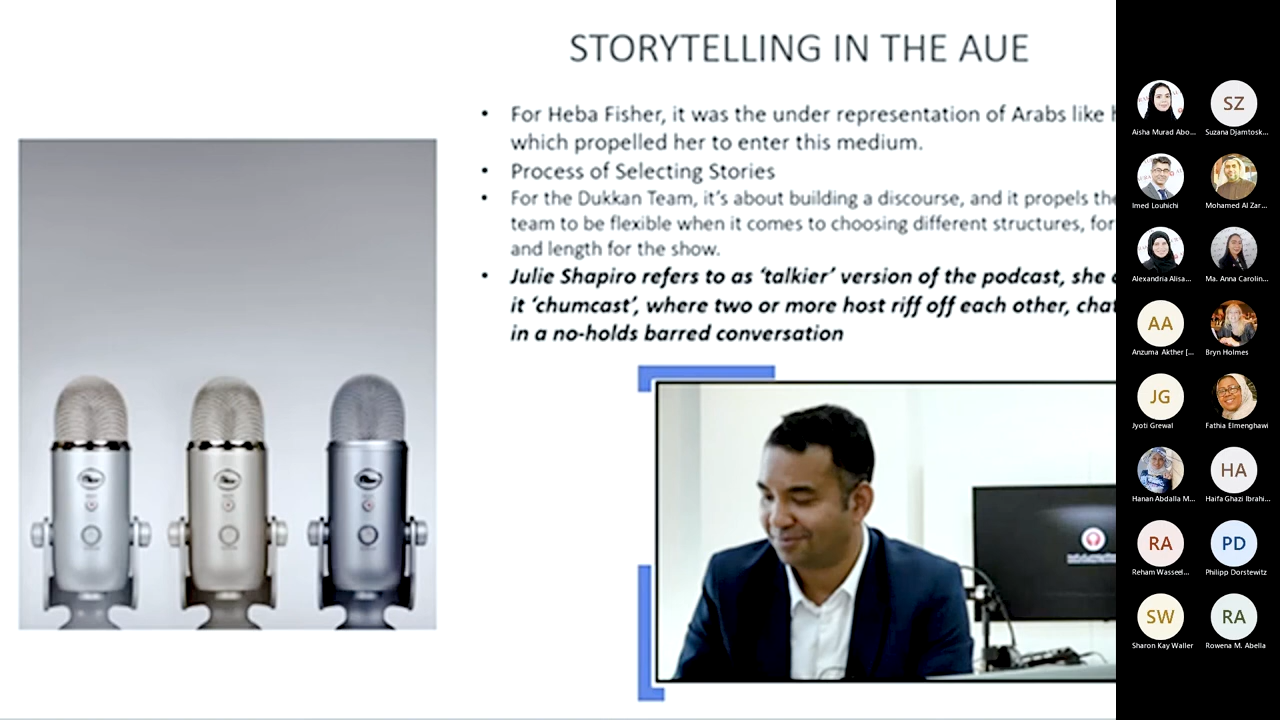 STORYTELLING IN THE AUE
• For Heba Fisher, it was the under representation of Arabs like
which propelled her to enter this medium.
• Process of Selecting Stories
• For the Dukkan Team, it's about building a discourse, and it propels the
team to be flexible when it comes to choosing different structures,
and length for the show.
• Julie Shapiro refers to as ‘talkier’ version of the podcast, she
it ‘chumcast’, where two or more host riff off each other,
in a no-holds barred conversation
Aisha Murad Abo...
SZ
Suzana Djamtosk...
Imed Louhichi
Mohamed Al Zar...
Alexandria Alisa...
Ma. Anna Carolin...
AA
Anzuma Akther [...
Bryn Holmes
JG
Jyoti Grewal
Fathia Elmenghawi
Hanan Abdalla M...
HA
Haifa Ghazi Ibrahi...
RA
Reham Wasseel...
PD
Philipp Dorstewitz
SW
Sharon Kay Waller
RA
Rowena M. Abella